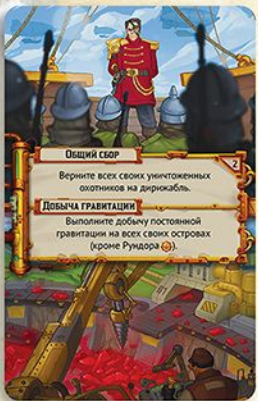 Общий сбор
2
Верните всех своих уничтоженных
охотников на дирижабль.
Добыча гравитации
Выполните добычу постоянной
гравитации на всех своих островах
(кроме Рундора).